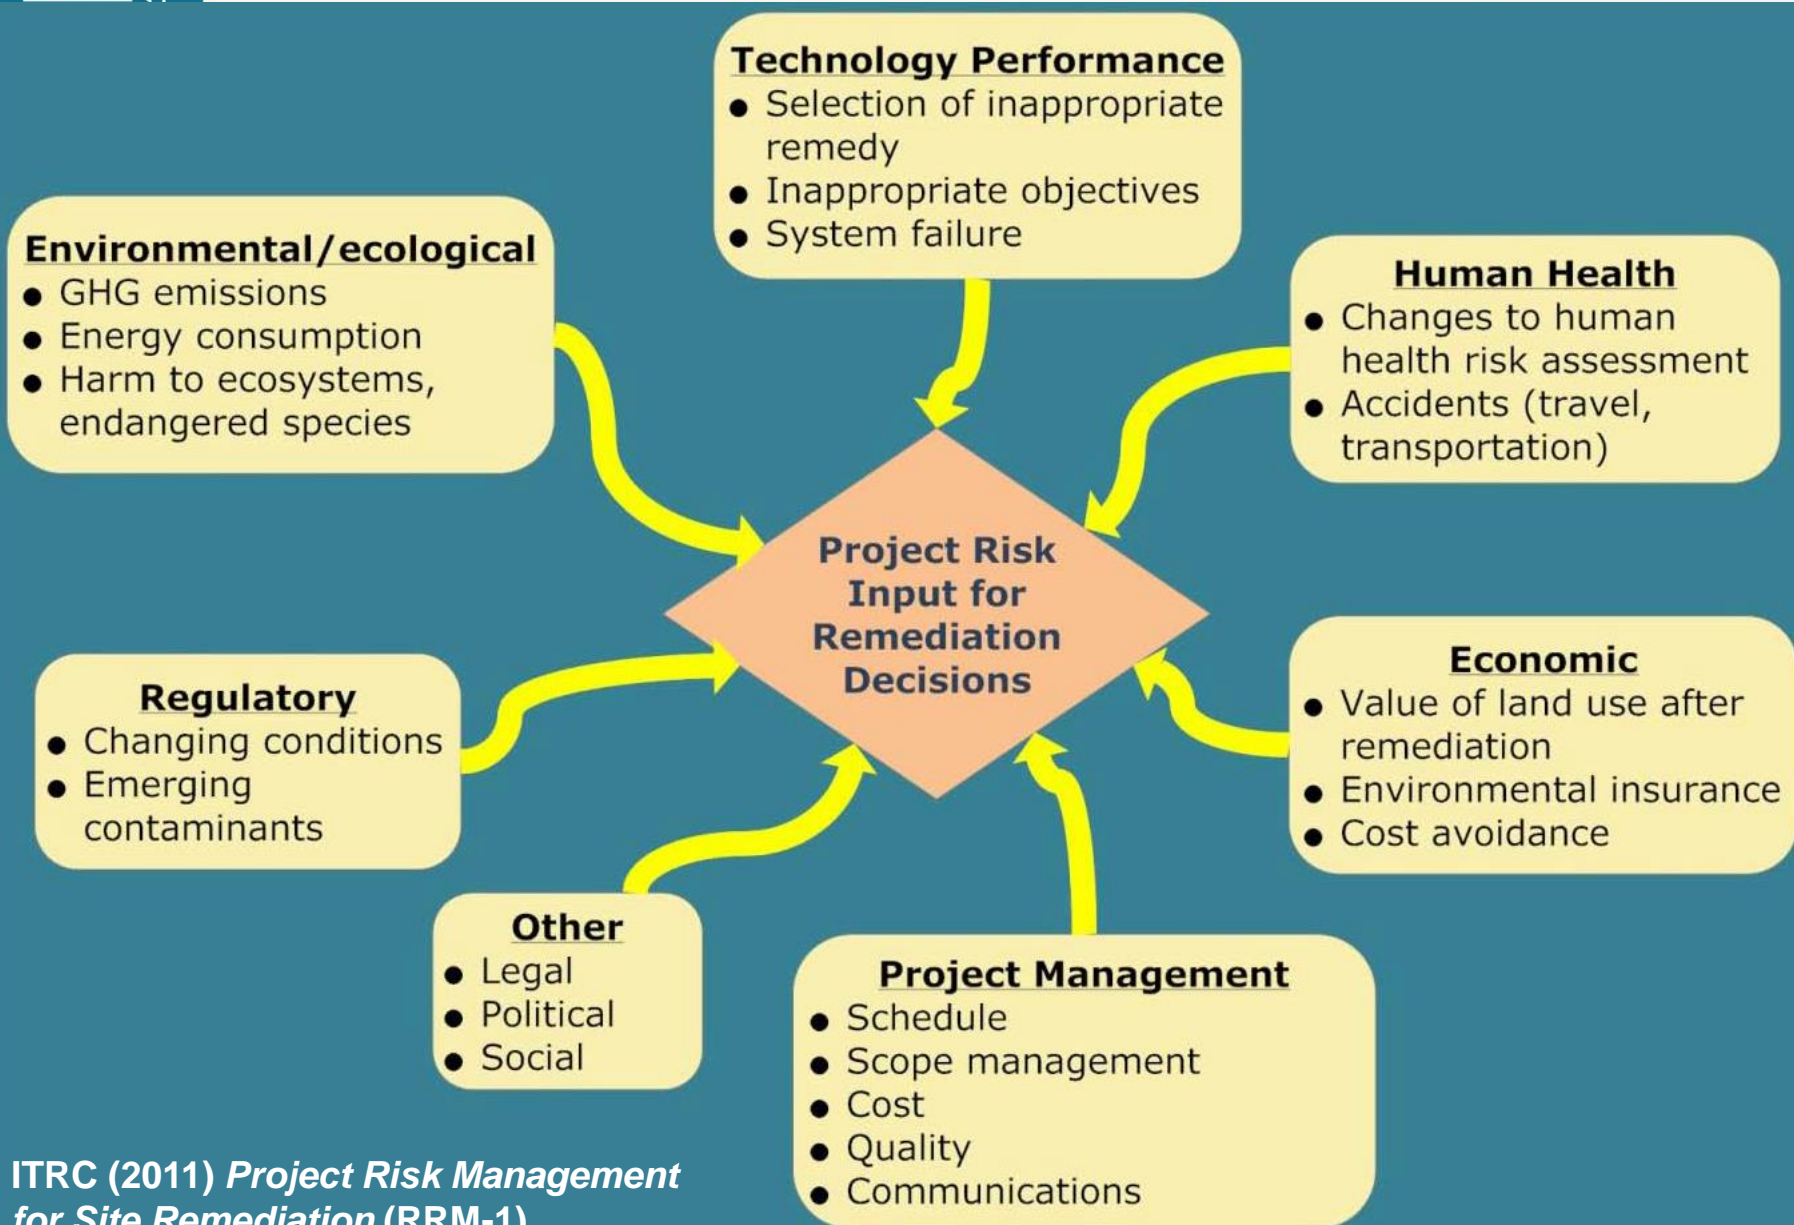 Technology Performance
● Selection of inappropriate
remedy
● Inappropriate objectives
● System failure
Environmental/ecological
● GHG emissions
● Energy consumption
● Harm to ecosystems,
endangered species
Human Health
● Changes to human
health risk assessment
● Accidents (travel,
transportation)
Project Risk
Input for
Remediation
Decisions
Regulatory
● Changing conditions
● Emerging
contaminants
Economic
● Value of land use after
remediation
● Environmental insurance
● Cost avoidance
Other
● Legal
● Political
● Social
Project Management
● Schedule
● Scope management
● Cost
● Quality
● Communications
ITRC (2011) Project Risk Management
for Site Remediation (RRM-1)